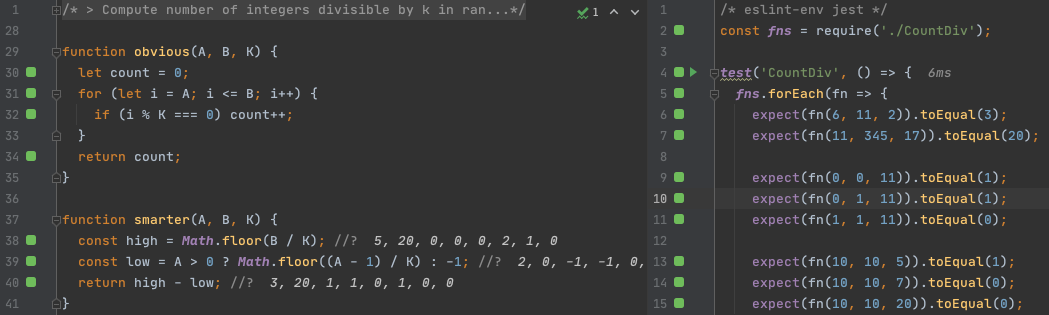 1 /* > Compute number of integers divisible by k in ran...*/ 1
28
29 function obvious(A, B, K) {
30 let count = 0;
31 for (let i = A; i <= B; i++) {
32 if (i % K === 0) count++;
33 }
34 return count;
35 }
36
37 function smarter(A, B, K) {
38 const high = Math.floor(B / K); //? 5, 20, 0, 0, 0, 2, 1, 0
39 const low = A > 0 ? Math.floor((A - 1) / K) : -1; //? 2, 0, -1, -1, 0,
40 return high - low; //? 3, 20, 1, 1, 0, 1, 0, 0
41 }
1 /* eslint-env jest */
2 const fns = require('./CountDiv');
3
4 test('CountDiv', () => { 6ms
5 fns.forEach(fn => {
6 expect(fn(6, 11, 2)).toEqual(3);
7 expect(fn(11, 345, 17)).toEqual(20);
8
9 expect(fn(0, 0, 11)).toEqual(1);
10 expect(fn(0, 1, 11)).toEqual(1);
11 expect(fn(1, 1, 11)).toEqual(0);
12
13 expect(fn(10, 10, 5)).toEqual(1);
14 expect(fn(10, 10, 7)).toEqual(0);
15 expect(fn(10, 10, 20)).toEqual(0);